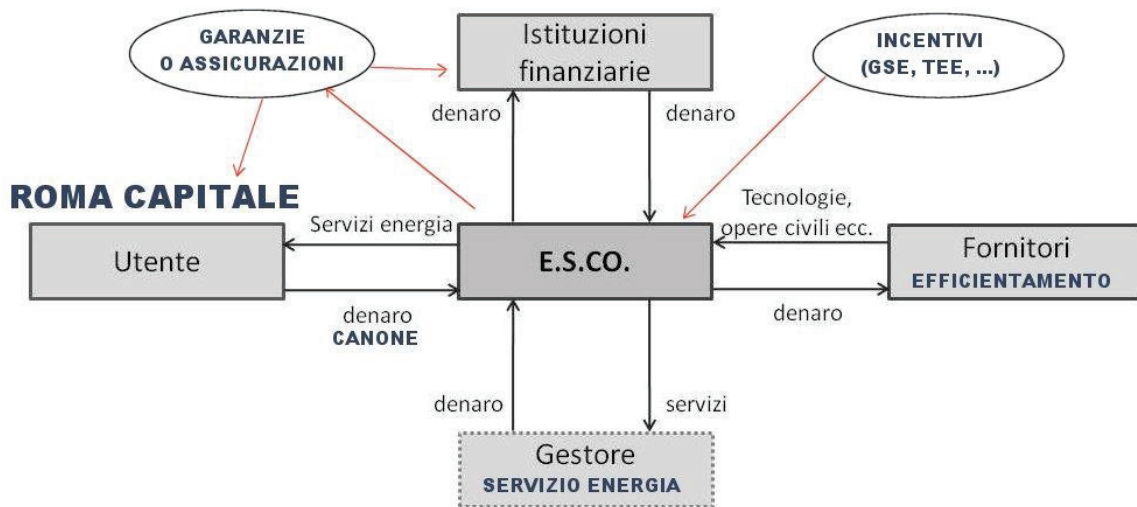 GARANZIE
O ASSICURAZIONI
Istituzioni
finanziarie
INCENTIVI
(GSE, TEE, ...)
denaro
denaro
ROMA CAPITALE
Utente
Servizi energia
E.S.CO.
Tecnologie,
opere civili ecc.
Fornitori
EFFICIENTAMENTO
denaro
CANONE
denaro
denaro
servizi
Gestore
SERVIZIO ENERGIA